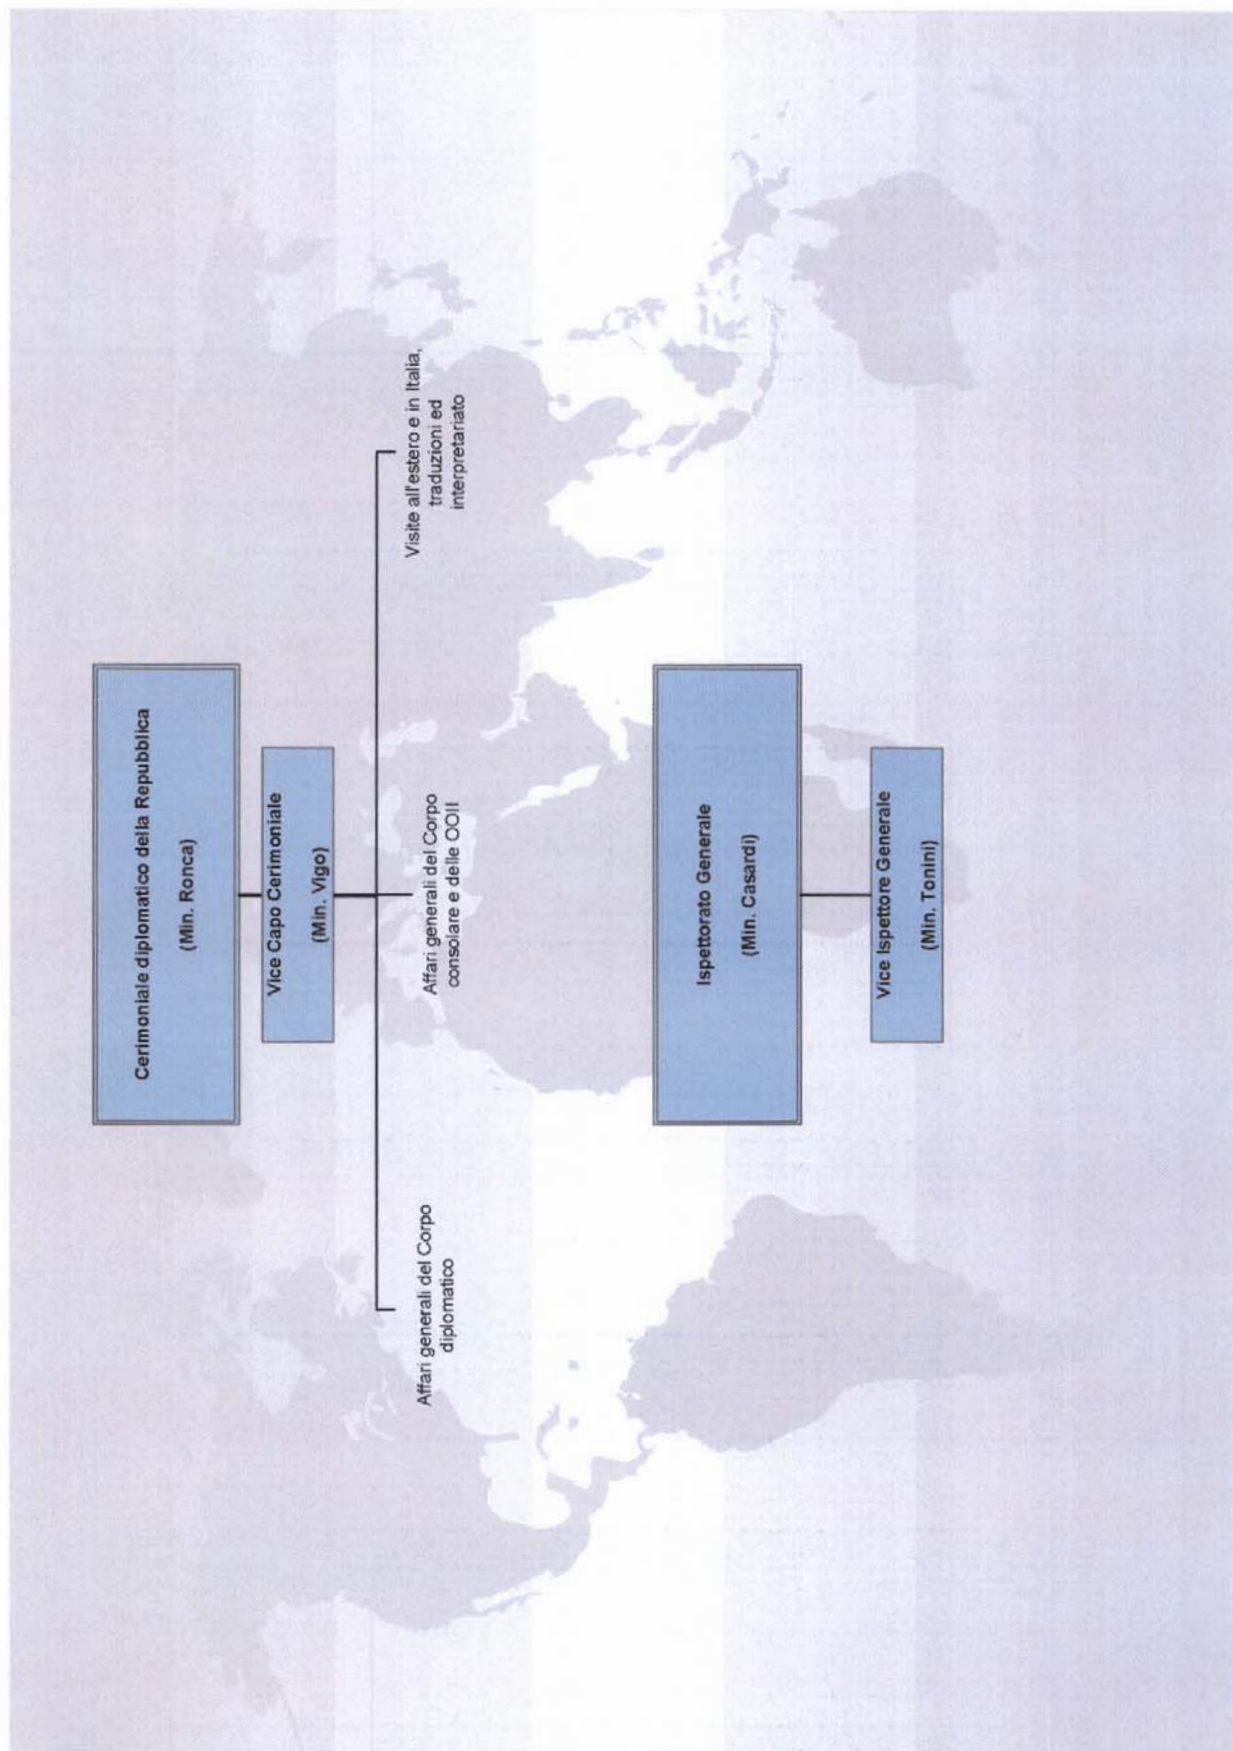 Cerimoniale diplomatico della Repubblica
(Min. Ronca)
Vice Capo Cerimoniale
(Min. Vigo)
Affari generali del Corpo
diplomatico
Affari generali del Corpo
consolare e delle OOII
Visite all'estero e in Italia,
traduzioni ed
interpretariato
Ispettorato Generale
(Min. Casardi)
Vice Ispettore Generale
(Min. Tonini)